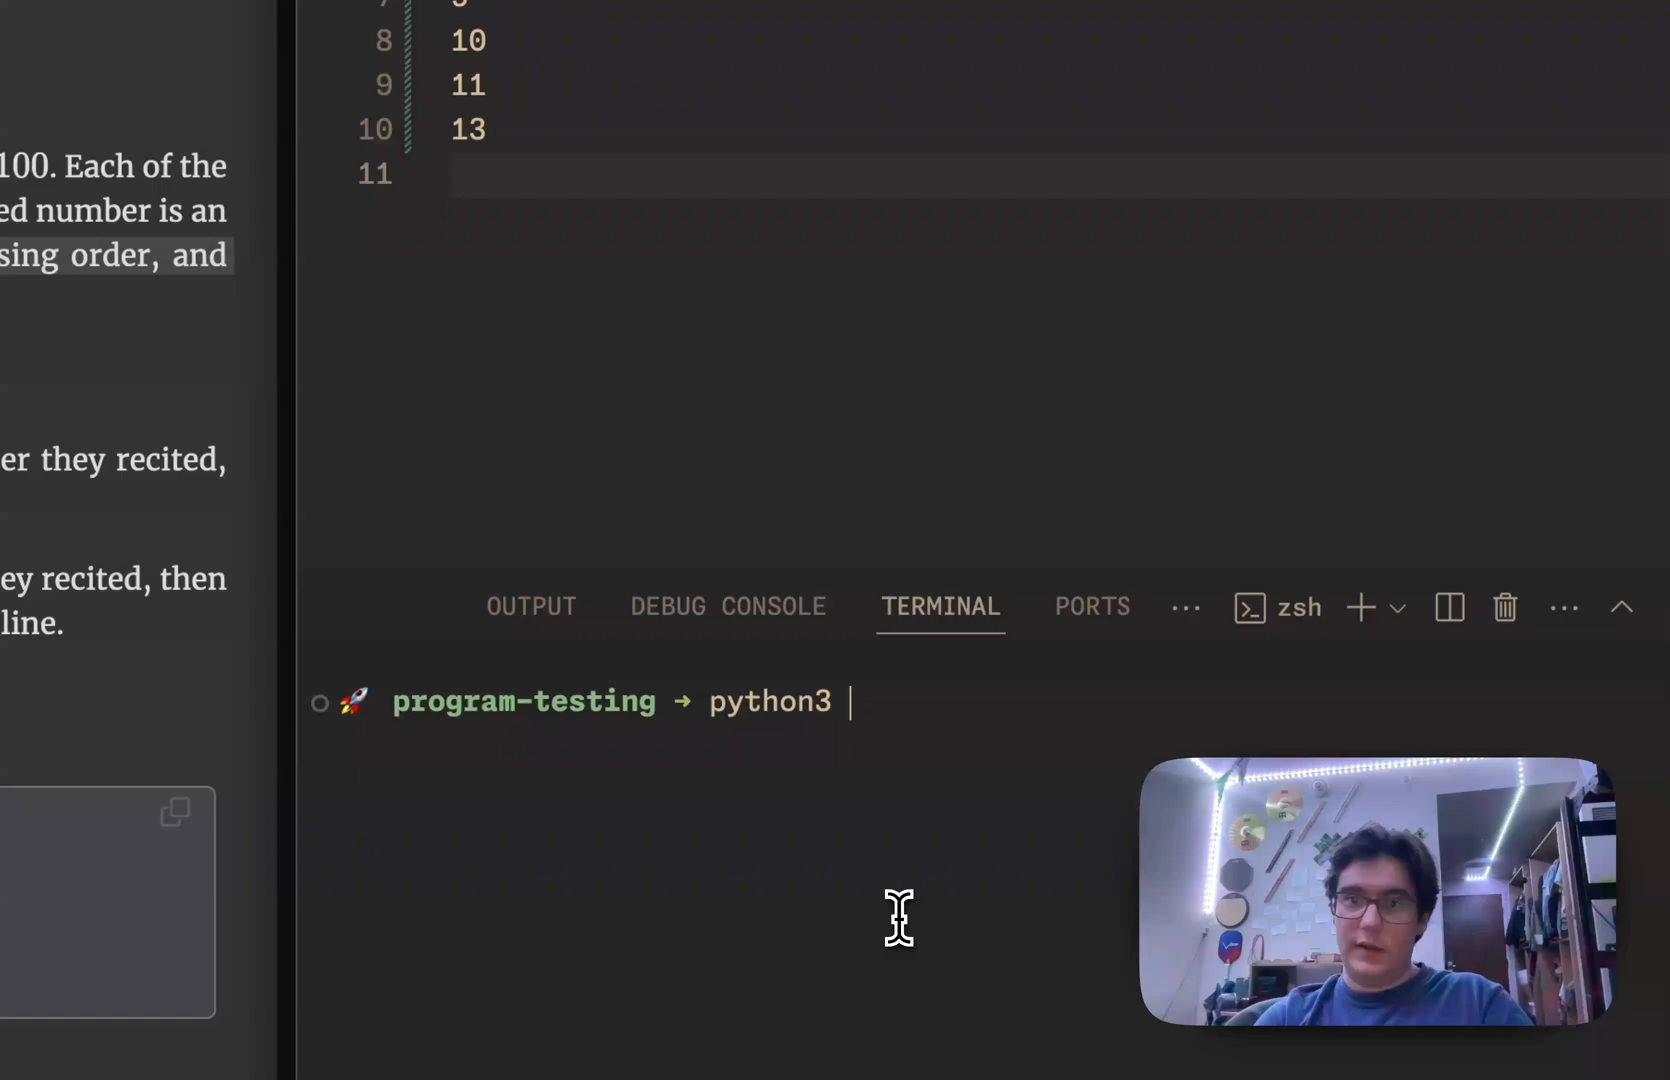 100. Each of the
ed number is an
sing order, and
er they recited,
ey recited, then
line.
8 10
9 11
10 13
11
OUTPUT DEBUG CONSOLE TERMINAL PORTS ··· zsh ···
program-testing → python3